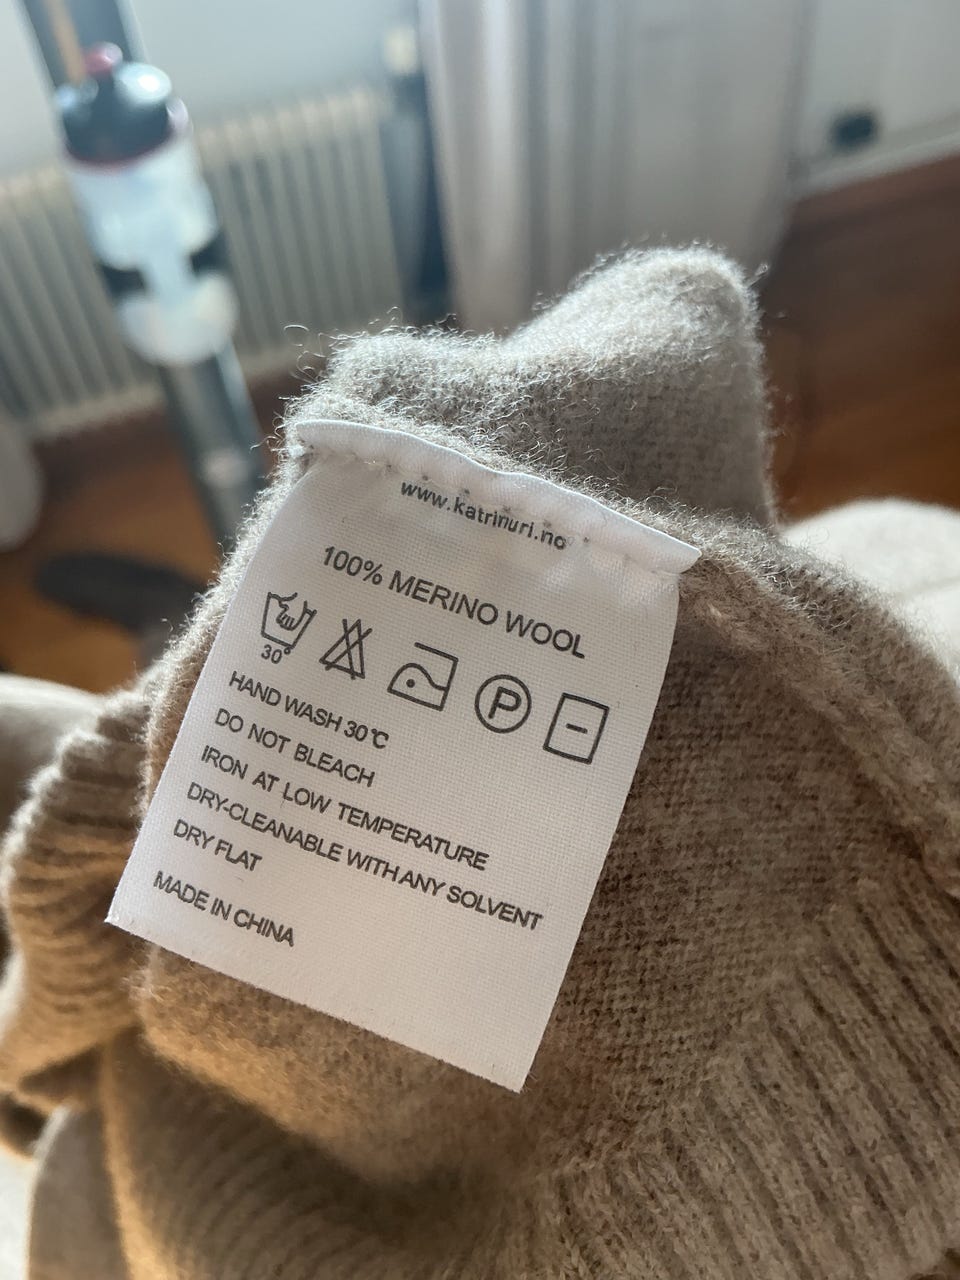 www.katrinuri.no
100% MERINO WOOL
30
P
HAND WASH 30℃
DO NOT BLEACH
IRON AT LOW TEMPERATURE
DRY-CLEANABLE WITH ANY SOLVENT
DRY FLAT
MADE IN CHINA